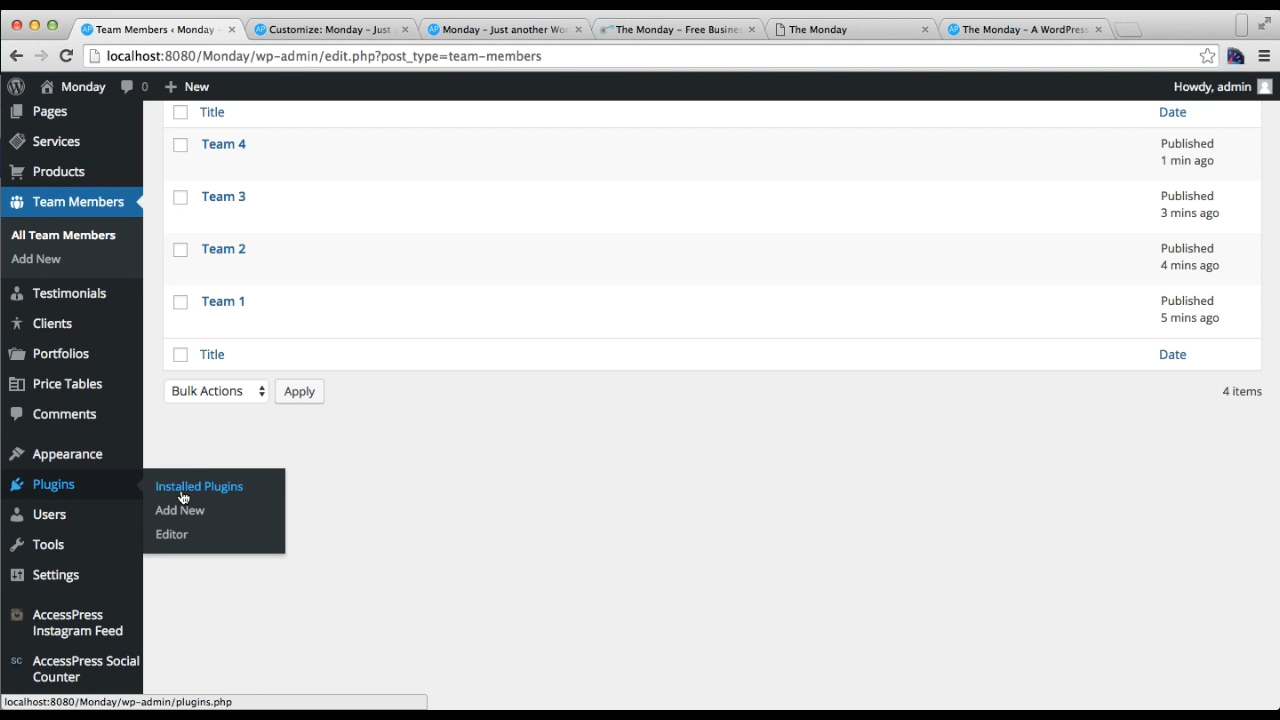 Team Members ‹ Monday
Customize: Monday – Just
Monday – Just another Wo
The Monday – Free Busine
The Monday
The Monday – A WordPres
localhost:8080/Monday/wp-admin/edit.php?post_type=team-members
Monday
0
New
Howdy, admin
Pages
Services
Products
Team Members
All Team Members
Add New
Testimonials
Clients
Portfolios
Price Tables
Comments
Appearance
Plugins
Users
Tools
Settings
AccessPress
Instagram Feed
SC
AccessPress Social
Counter
Installed Plugins
Add New
Editor
Title
Date
Team 4
Published
1 min ago
Team 3
Published
3 mins ago
Team 2
Published
4 mins ago
Team 1
Published
5 mins ago
Title
Date
Bulk Actions
Apply
4 items
localhost:8080/Monday/wp-admin/plugins.php